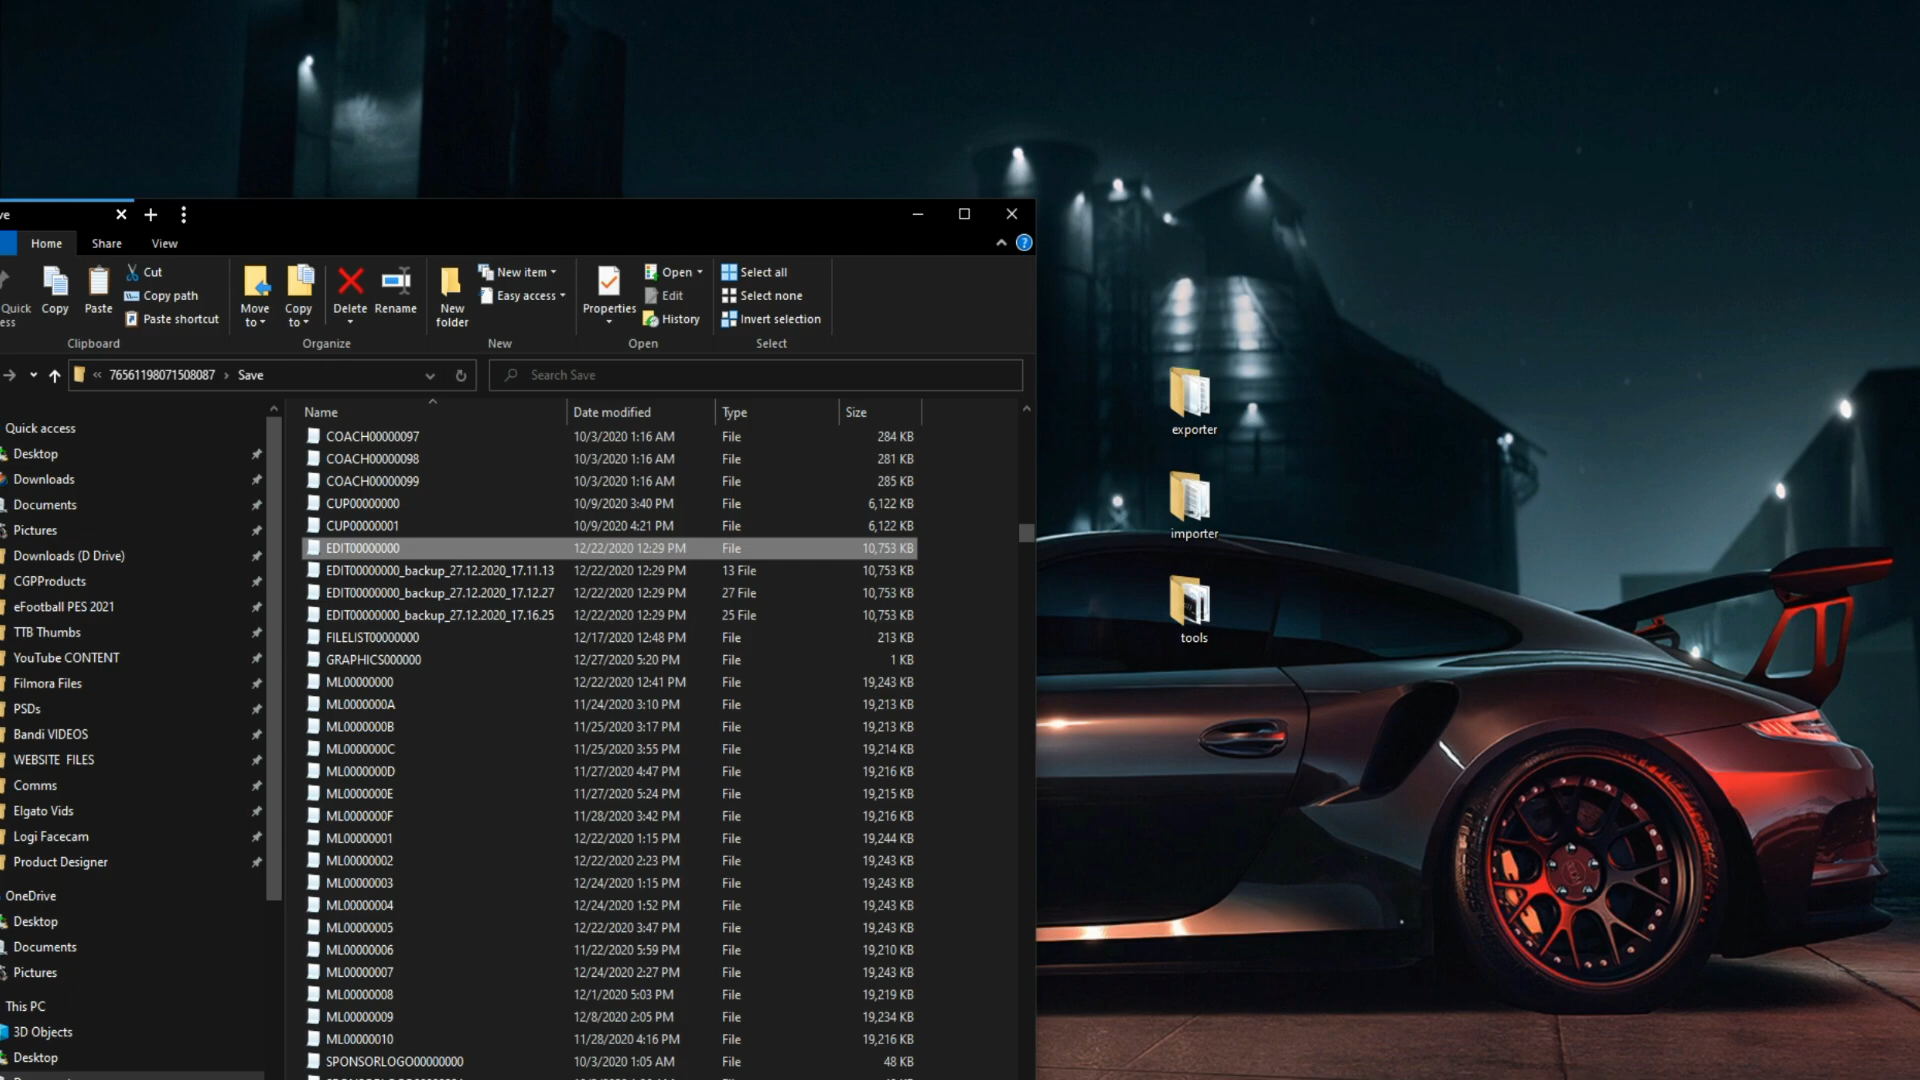 ve
Home Share View
Quick
ess
Copy
Paste
Cut
Copy path
Paste shortcut
Move
to
Copy
to
Delete
Rename
New
folder
New item
Easy access
Properties
Open
Edit
History
Select all
Select none
Invert selection
Clipboard Organize New Open Select
« 76561198071508087 › Save
Search Save
Quick access
Desktop
Downloads
Documents
Pictures
Downloads (D Drive)
CGPProducts
eFootball PES 2021
TTB Thumbs
YouTube CONTENT
Filmora Files
PSDs
Bandi VIDEOS
WEBSITE FILES
Comms
Elgato Vids
Logi Facecam
Product Designer
OneDrive
Desktop
Documents
Pictures
This PC
3D Objects
Desktop
Name Date modified Type Size
COACH00000097 10/3/2020 1:16 AM File 284 KB
COACH00000098 10/3/2020 1:16 AM File 281 KB
COACH00000099 10/3/2020 1:16 AM File 285 KB
CUP00000000 10/9/2020 3:40 PM File 6,122 KB
CUP00000001 10/9/2020 4:21 PM File 6,122 KB
EDIT00000000 12/22/2020 12:29 PM File 10,753 KB
EDIT00000000_backup_27.12.2020_17.11.13 12/22/2020 12:29 PM 13 File 10,753 KB
EDIT00000000_backup_27.12.2020_17.12.27 12/22/2020 12:29 PM 27 File 10,753 KB
EDIT00000000_backup_27.12.2020_17.16.25 12/22/2020 12:29 PM 25 File 10,753 KB
FILELIST00000000 12/17/2020 12:48 PM File 213 KB
GRAPHICS000000 12/27/2020 5:20 PM File 1 KB
ML00000000 12/22/2020 12:41 PM File 19,243 KB
ML0000000A 11/24/2020 3:10 PM File 19,213 KB
ML0000000B 11/25/2020 3:17 PM File 19,213 KB
ML0000000C 11/25/2020 3:55 PM File 19,214 KB
ML0000000D 11/27/2020 4:47 PM File 19,216 KB
ML0000000E 11/27/2020 5:24 PM File 19,215 KB
ML0000000F 11/28/2020 3:42 PM File 19,216 KB
ML00000001 12/22/2020 1:15 PM File 19,244 KB
ML00000002 12/22/2020 2:23 PM File 19,243 KB
ML00000003 12/24/2020 1:15 PM File 19,243 KB
ML00000004 12/24/2020 1:52 PM File 19,243 KB
ML00000005 12/22/2020 3:47 PM File 19,243 KB
ML00000006 11/22/2020 5:59 PM File 19,210 KB
ML00000007 12/24/2020 2:27 PM File 19,243 KB
ML00000008 12/1/2020 5:03 PM File 19,219 KB
ML00000009 12/8/2020 2:05 PM File 19,234 KB
ML00000010 11/28/2020 4:16 PM File 19,216 KB
SPONSORLOGO00000000 10/3/2020 1:05 AM File 48 KB
exporter
importer
tools